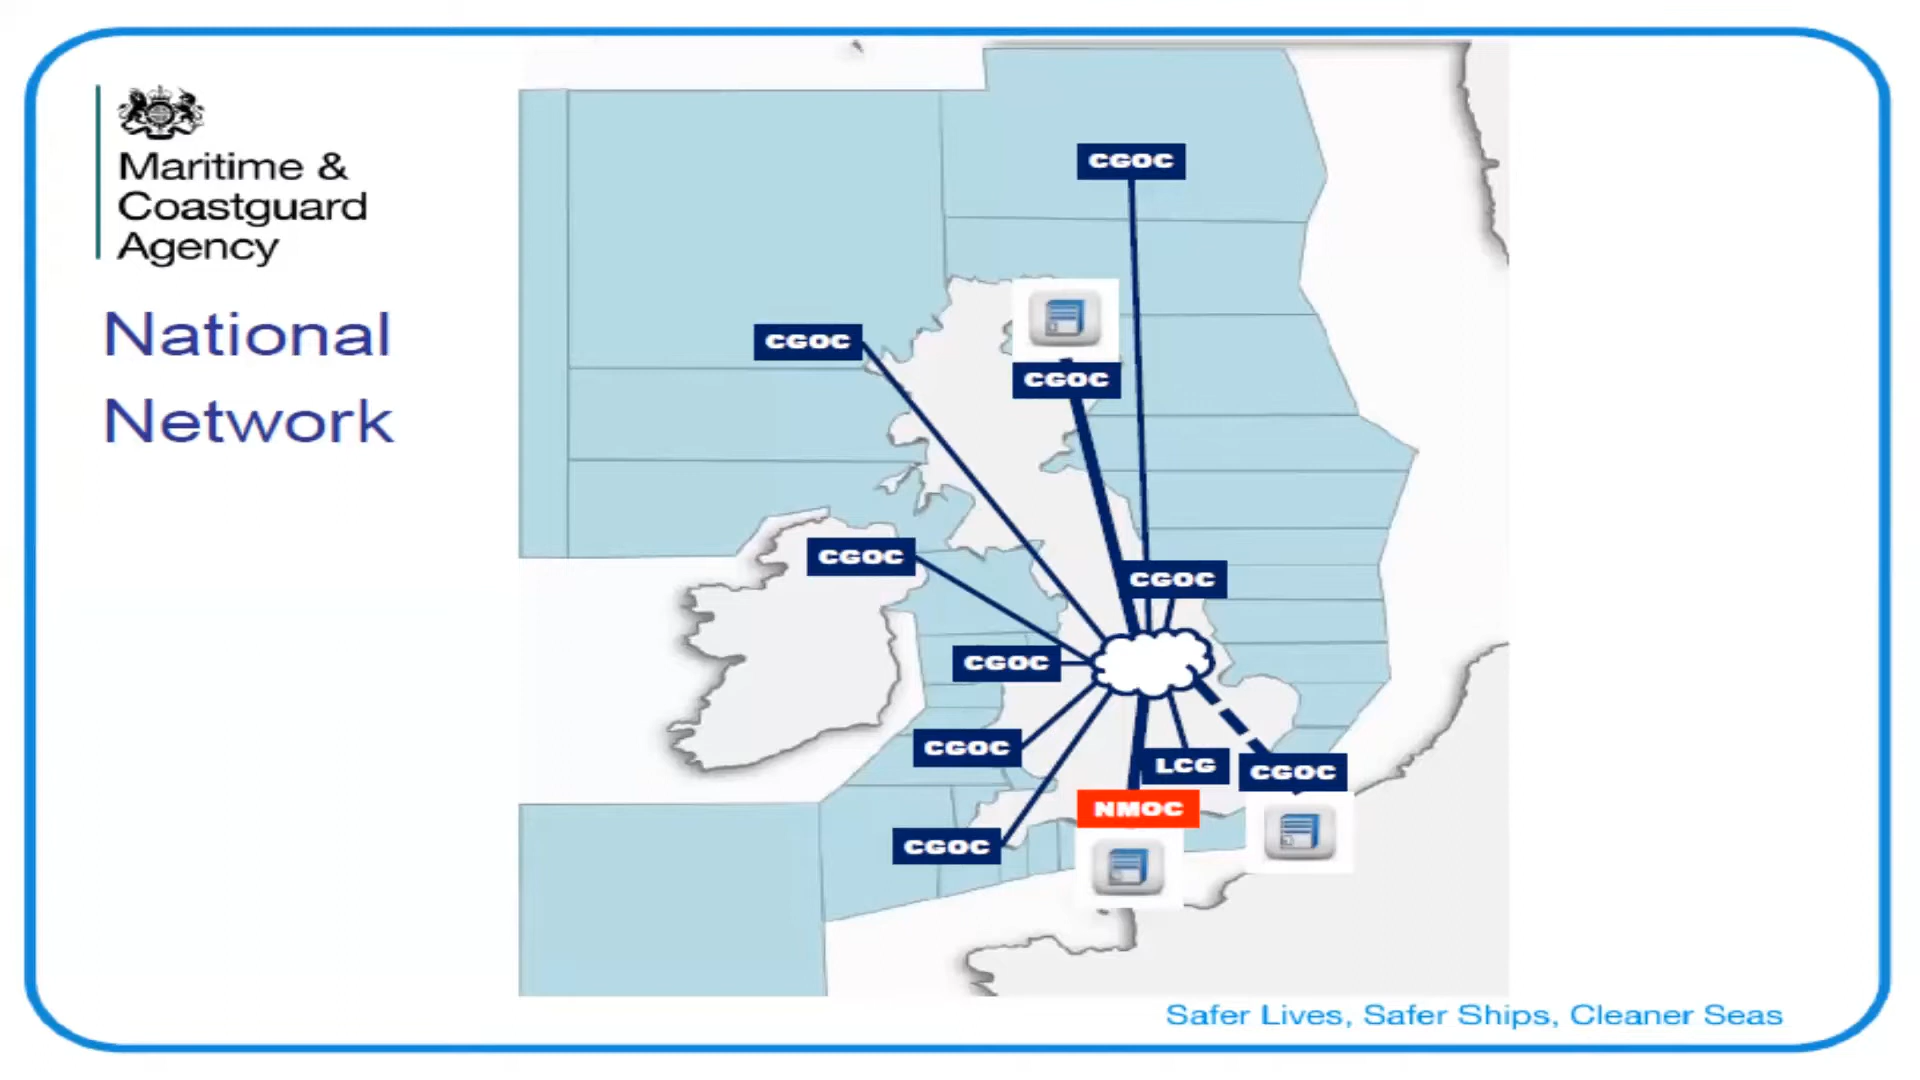 Maritime &
Coastguard
Agency
National
Network
CGOC
CGOC
CGOC
CGOC
CGOC
CGOC
CGOC
LCG
CGOC
NMOC
CGOC
Safer Lives, Safer Ships, Cleaner Seas